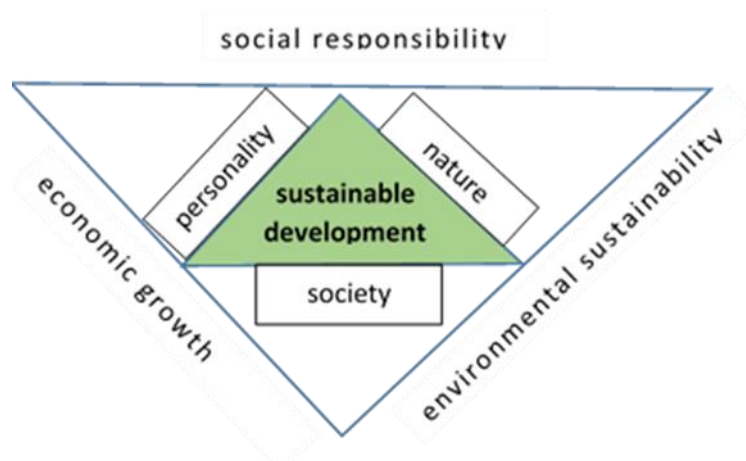 social responsibility
personality
nature
sustainable
development
society
economic growth
environmental sustainability